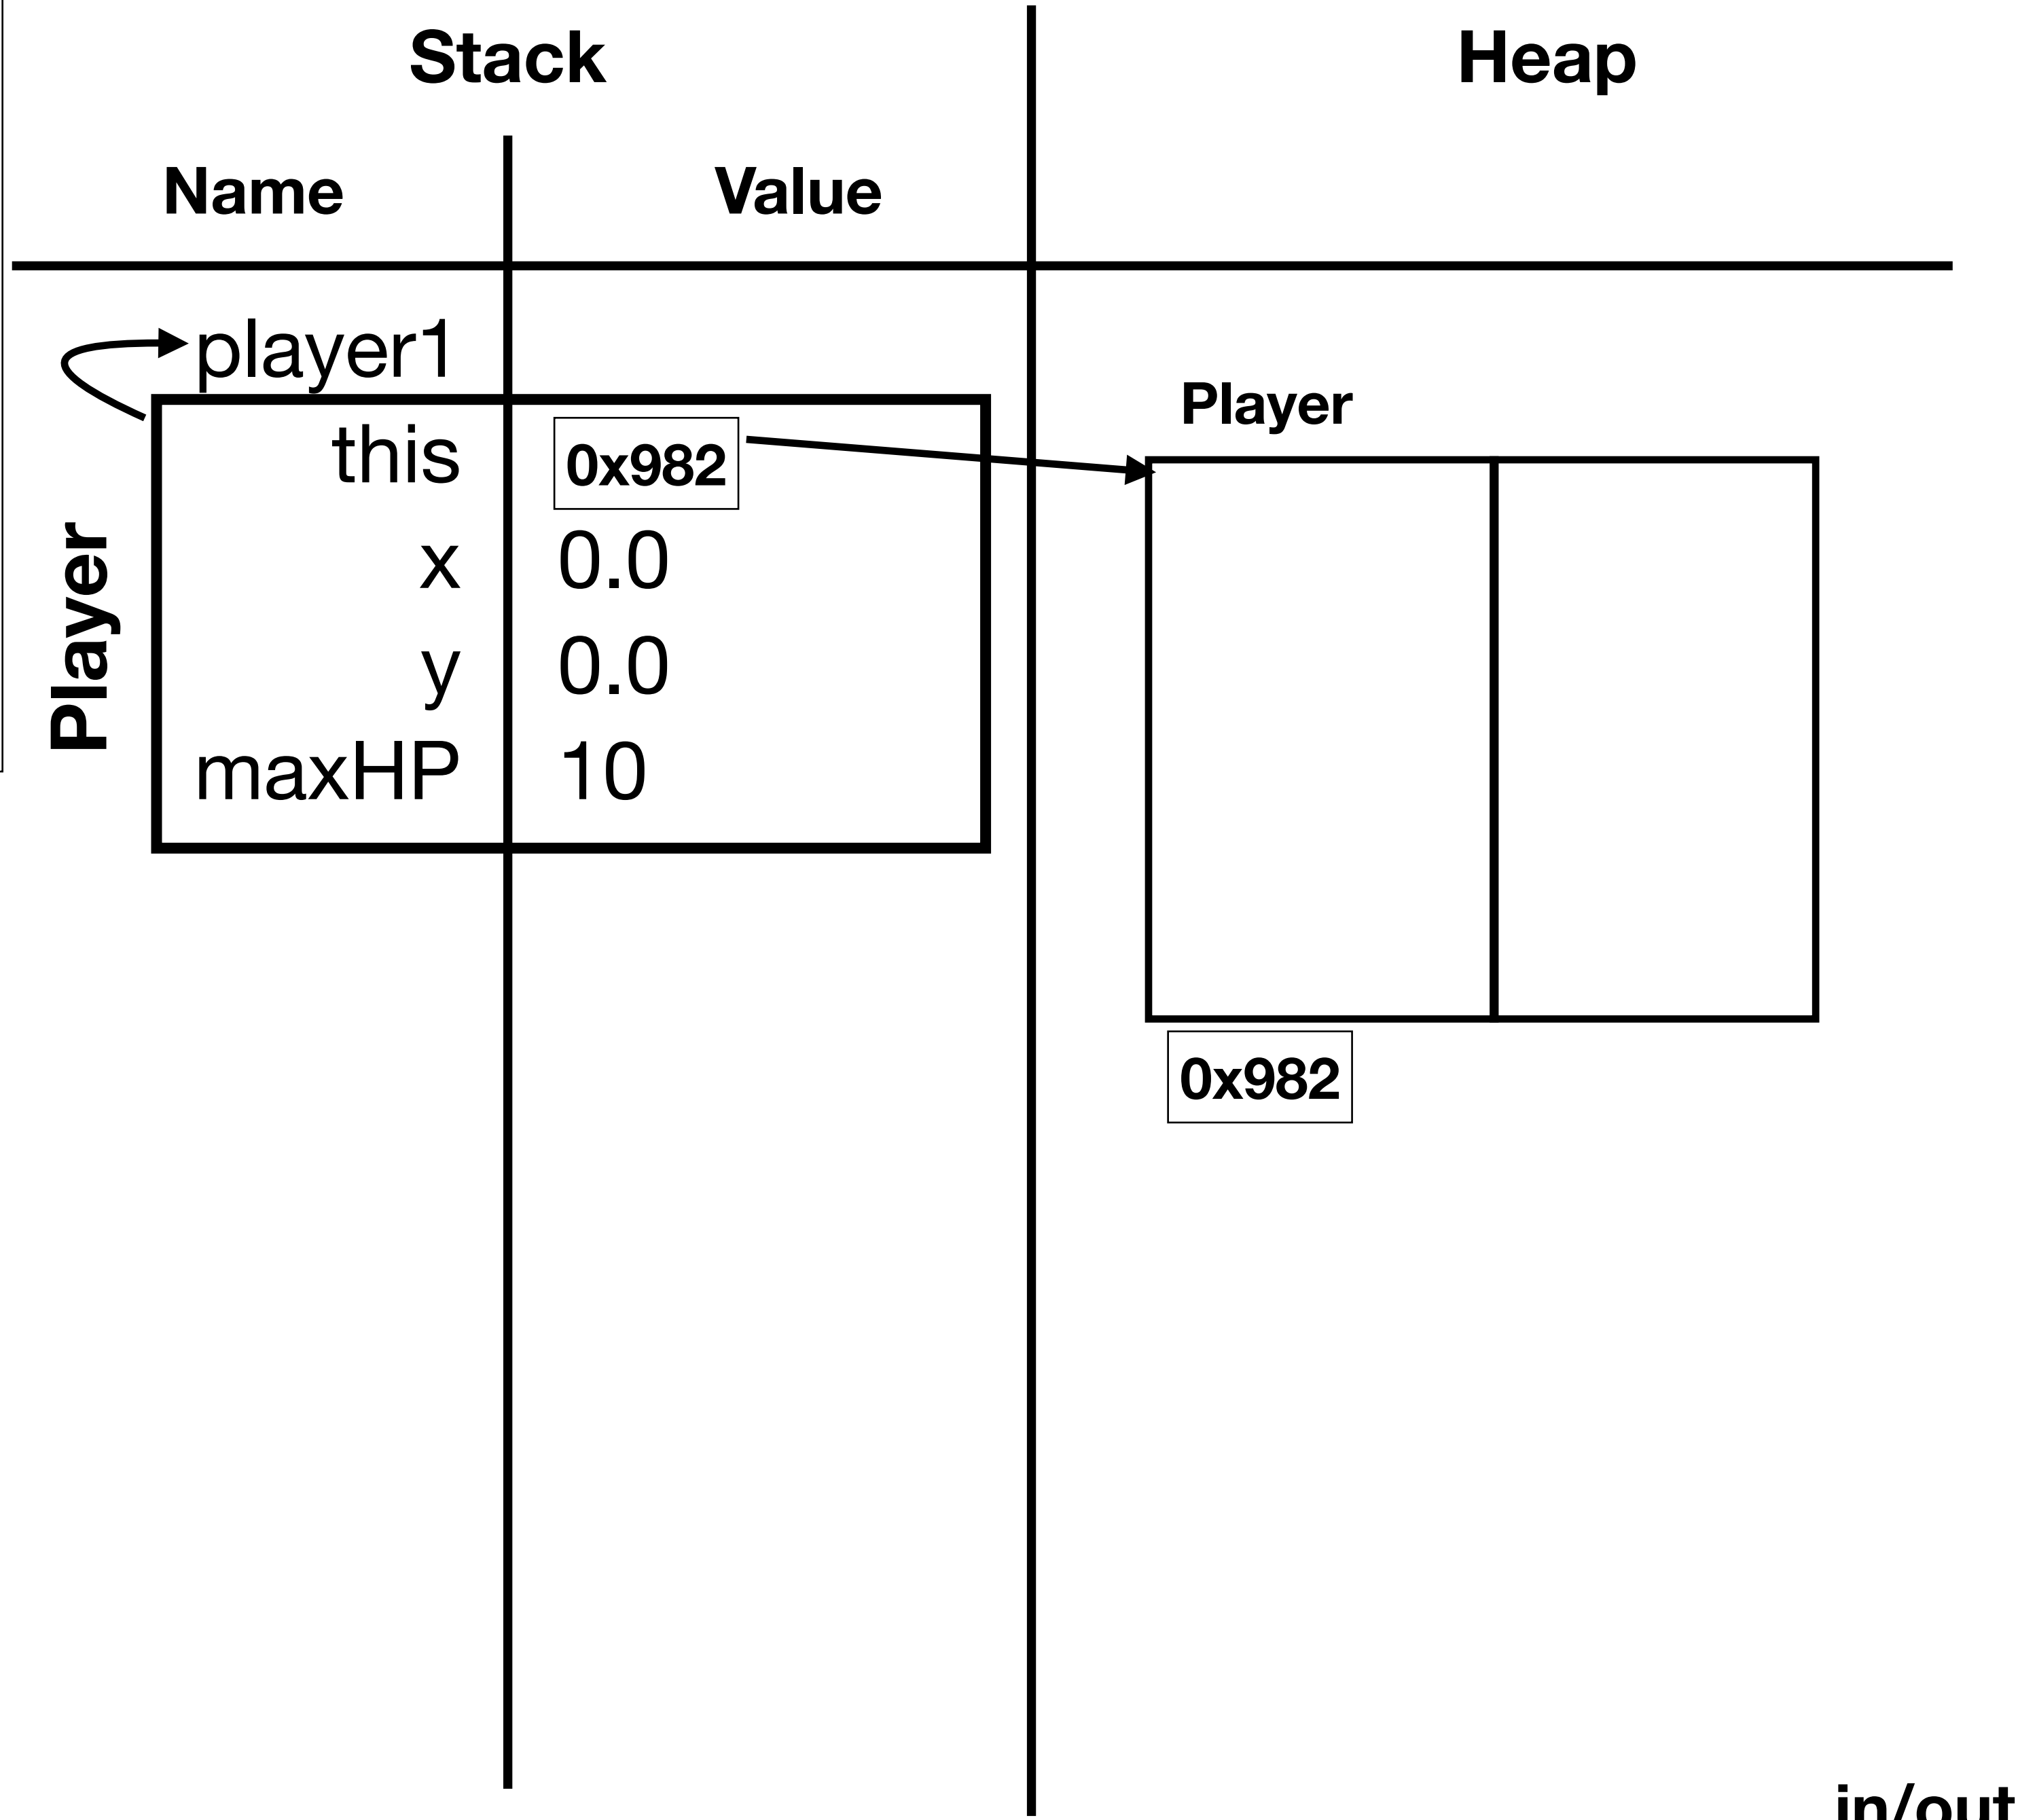 Stack
Heap
Name
Value
player1
Player
this
0x982
x
0.0
y
0.0
maxHP
10
Player
0x982
in/out